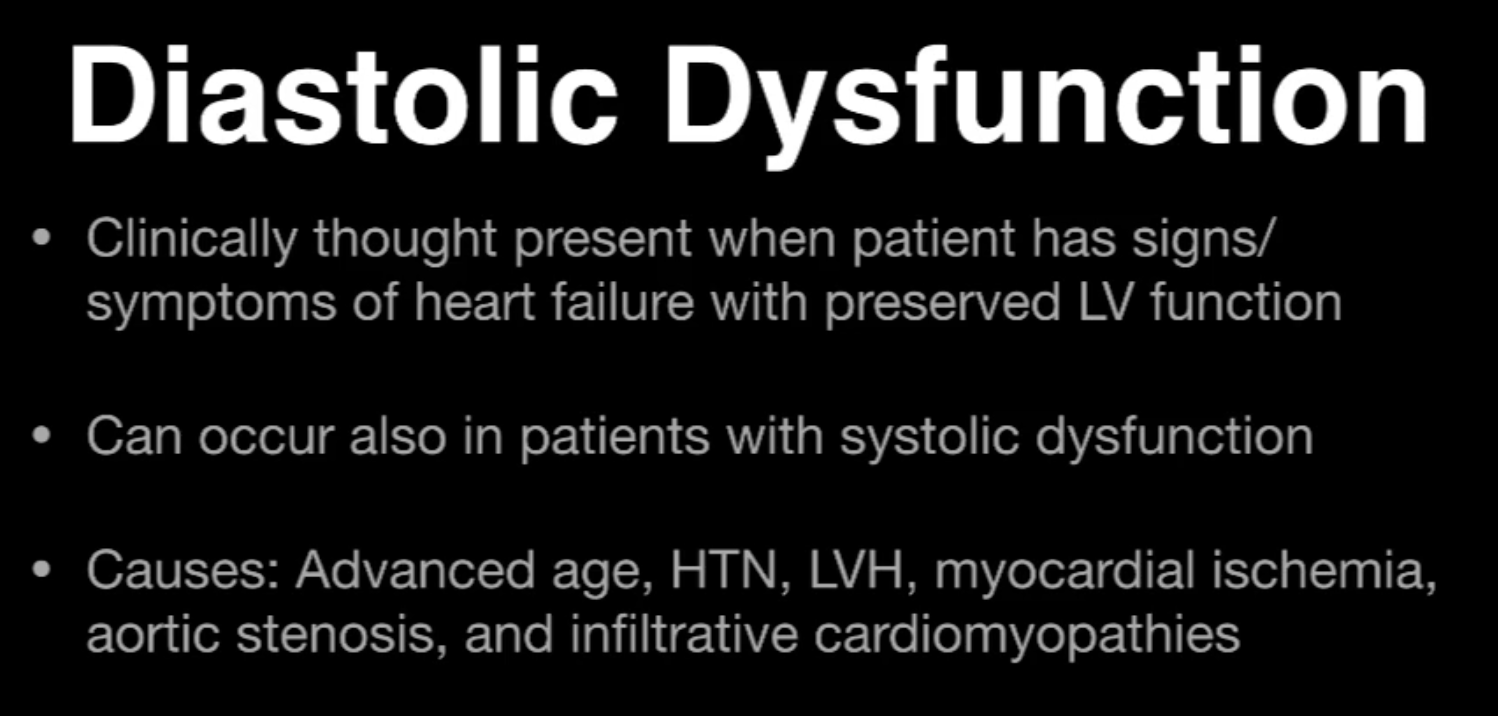 Diastolic Dysfunction
• Clinically thought present when patient has signs/
symptoms of heart failure with preserved LV function
• Can occur also in patients with systolic dysfunction
• Causes: Advanced age, HTN, LVH, myocardial ischemia,
aortic stenosis, and infiltrative cardiomyopathies